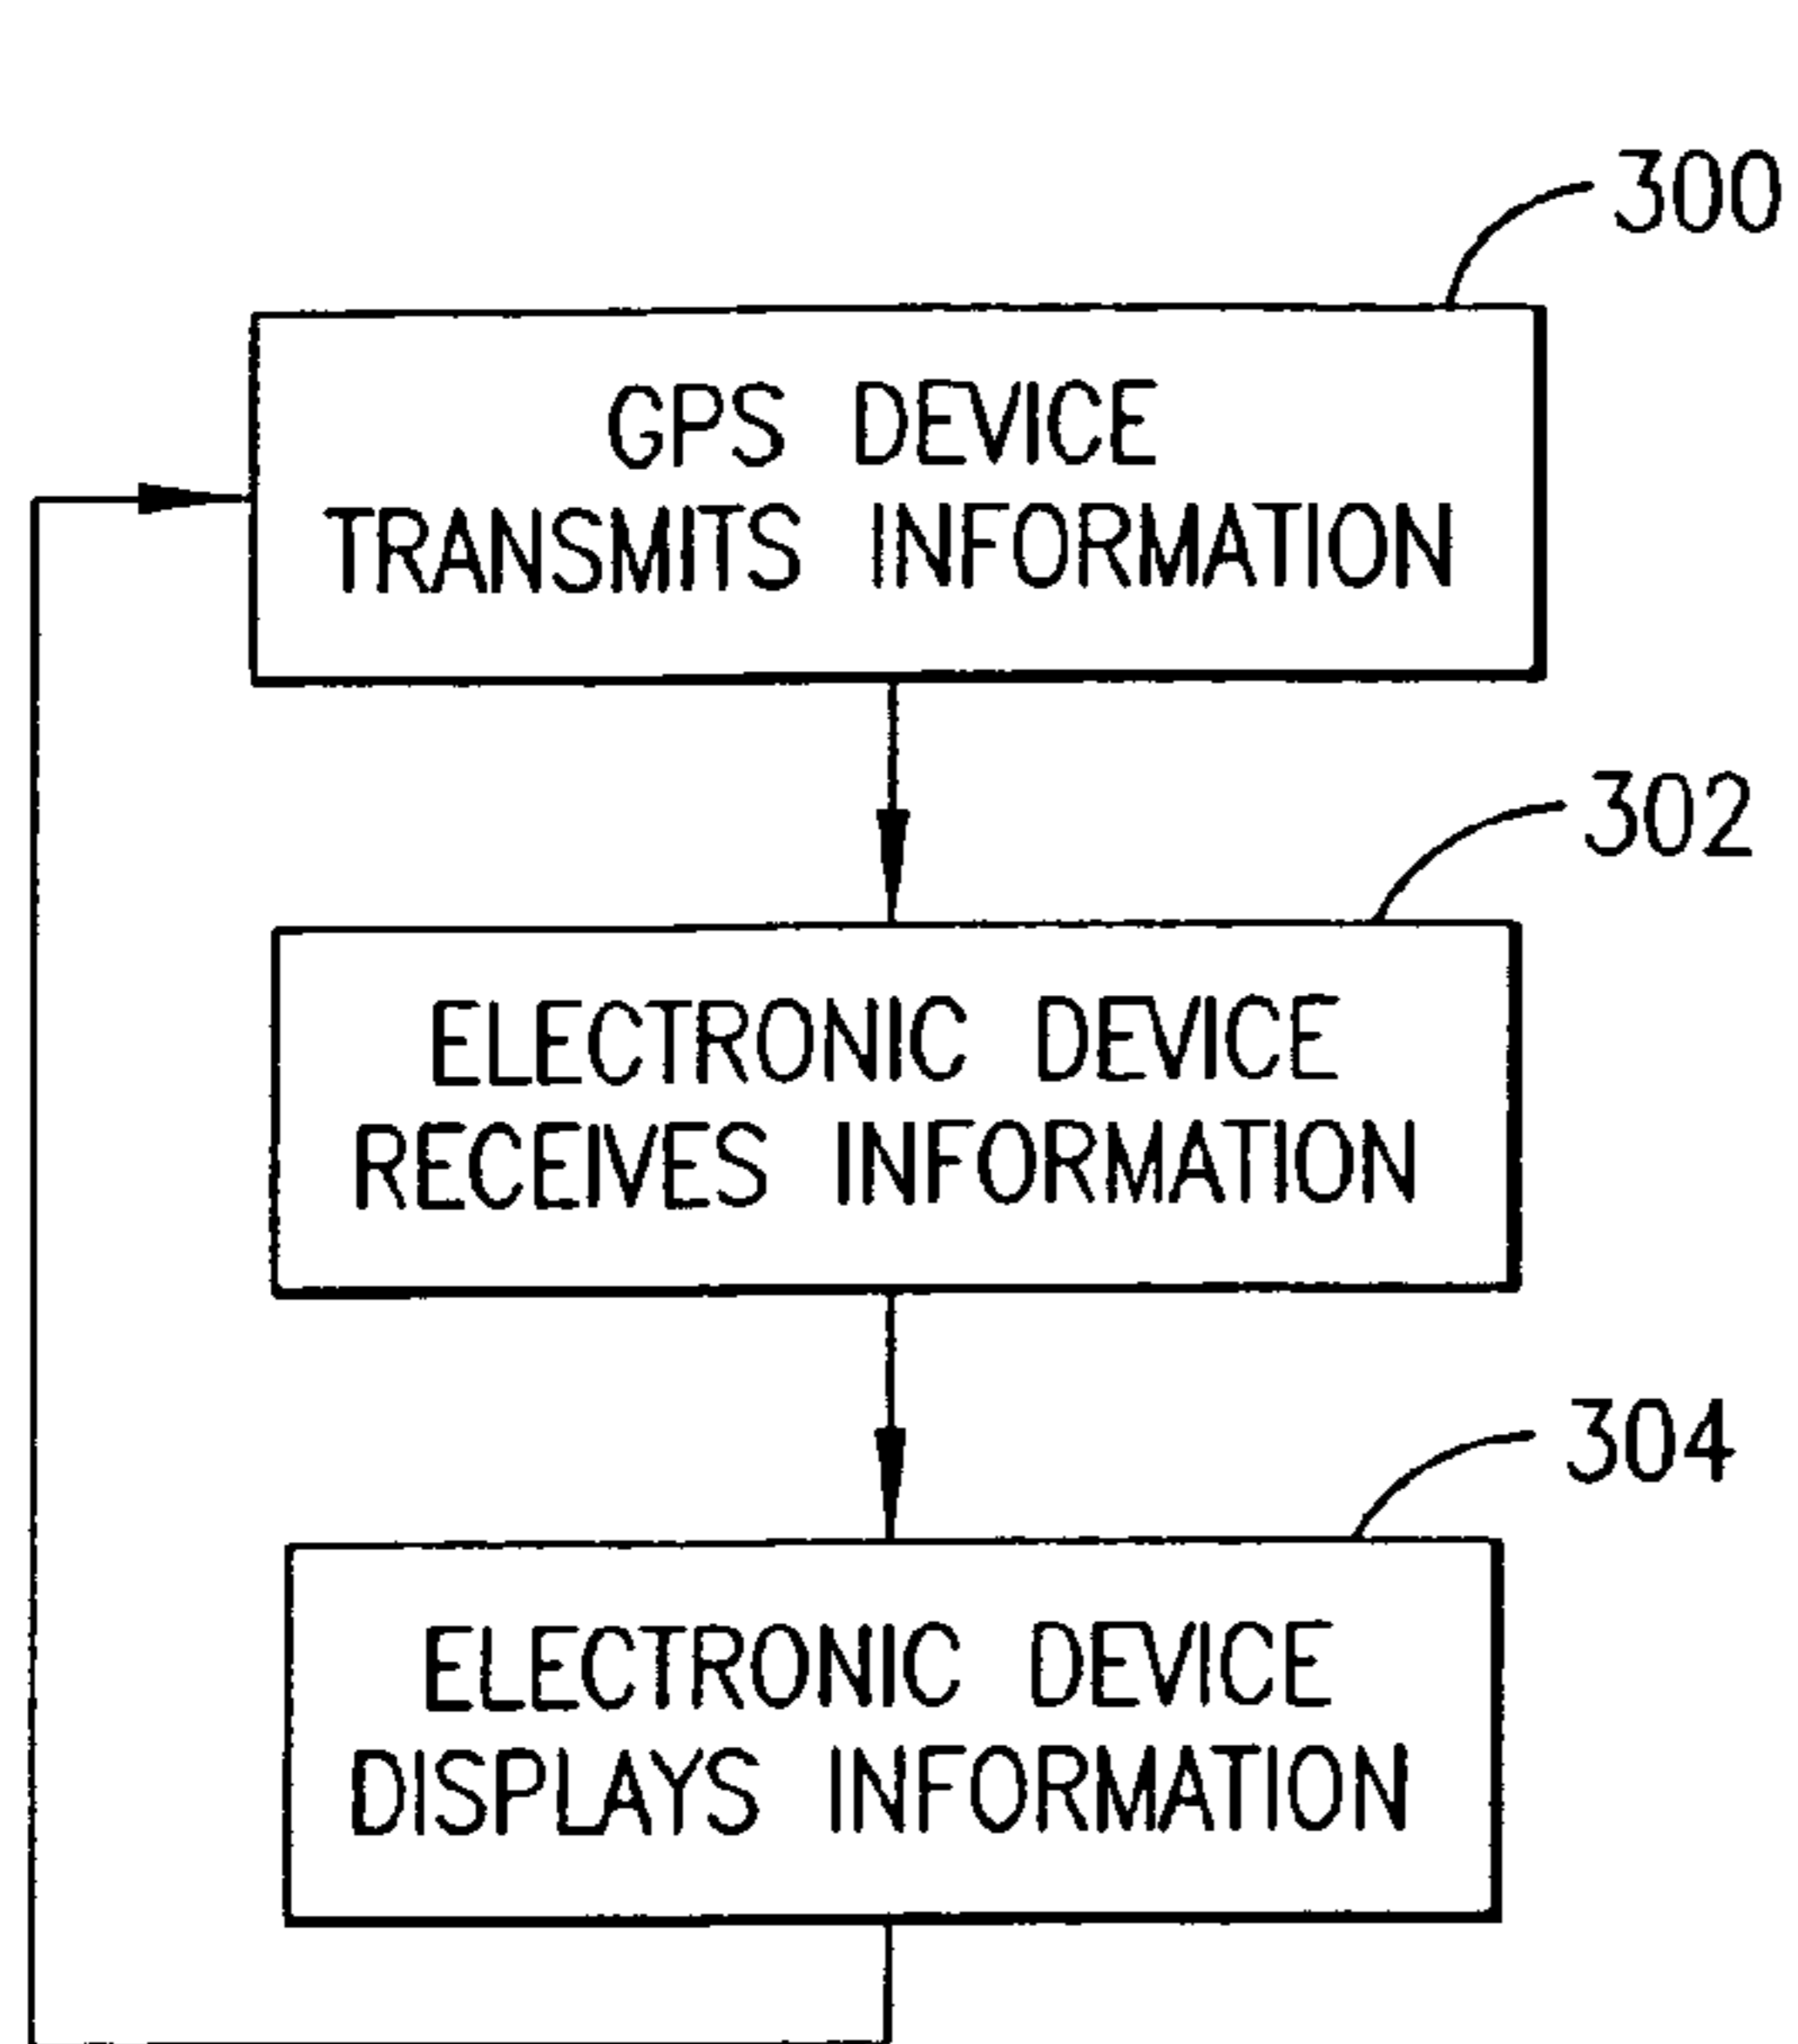 300
GPS DEVICE
TRANSMITS INFORMATION
302
ELECTRONIC DEVICE
RECEIVES INFORMATION
304
ELECTRONIC DEVICE
DISPLAYS INFORMATION